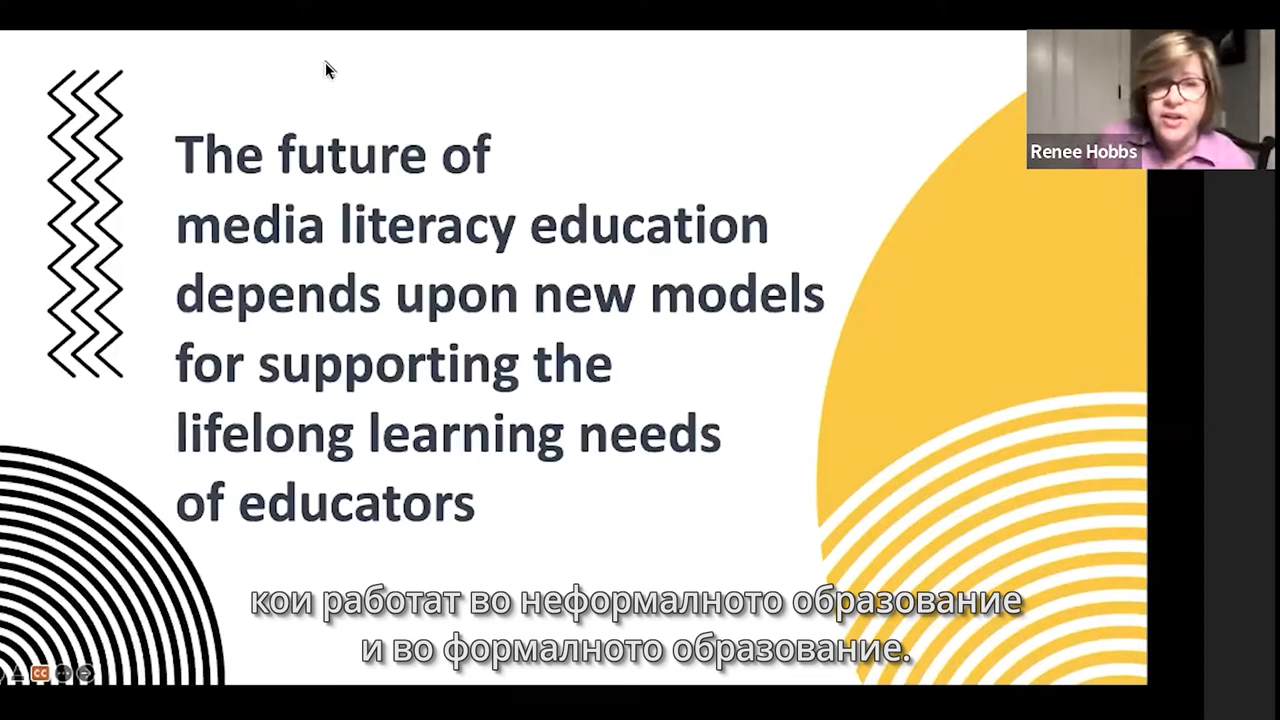 The future of
media literacy education
depends upon new models
for supporting the
lifelong learning needs
of educators
Renee Hobbs
кои работат во неформалното образование
и во формалното образование.
CC